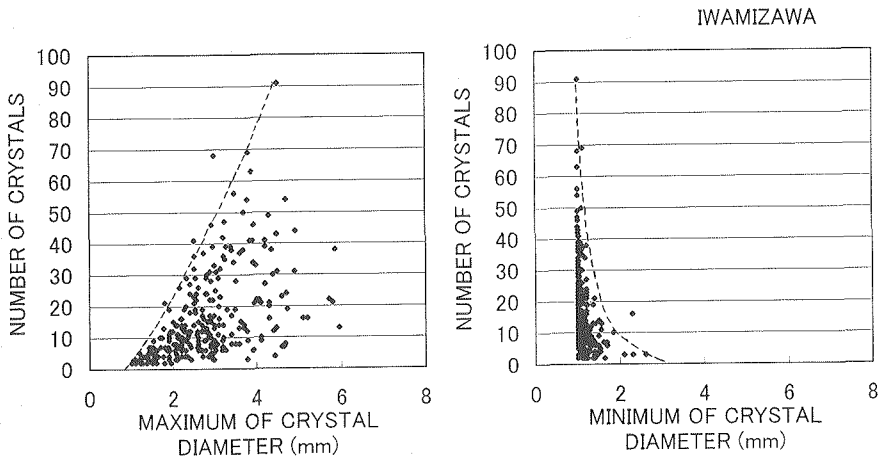 IWAMIZAWA
NUMBER OF CRYSTALS
100
90
80
70
60
50
40
30
20
10
0
0 2 4 6 8
MAXIMUM OF CRYSTAL
DIAMETER (mm)
NUMBER OF CRYSTALS
100
90
80
70
60
50
40
30
20
10
0
0 2 4 6 8
MINIMUM OF CRYSTAL
DIAMETER (mm)